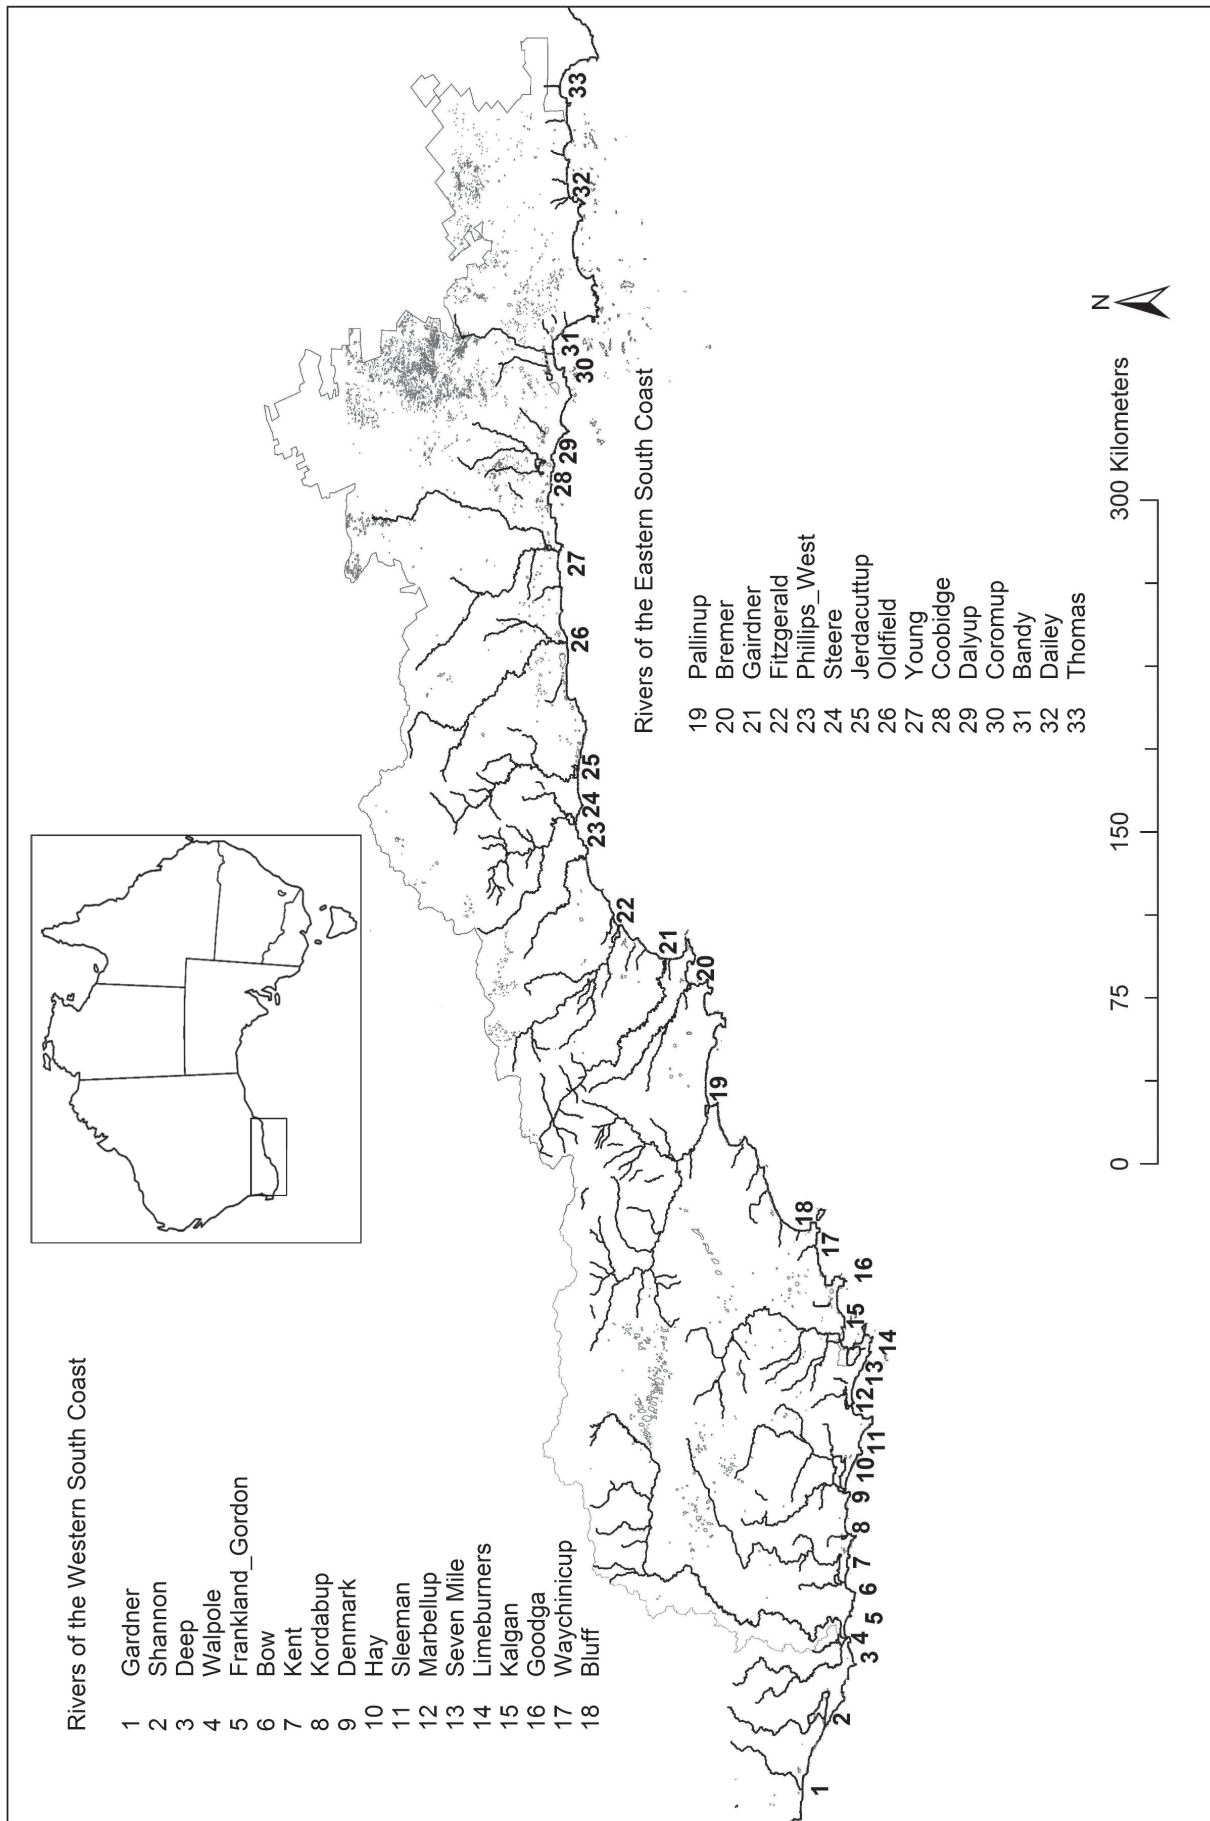 Rivers of the Western South Coast
1 Gardner
2 Shannon
3 Deep
4 Walpole
5 Frankland_Gordon
6 Bow
7 Kent
8 Kordabup
9 Denmark
10 Hay
11 Sleeman
12 Marbellup
13 Seven Mile
14 Limeburners
15 Kalgan
16 Goodga
17 Waychinicup
18 Bluff
1
2
3
4
5
6
7
8
9
10
11
12
13
14
15
16
17
18
19
20
21
22
23
24
25
26
27
28
29
30
31
32
33
Rivers of the Eastern South Coast
19 Pallinup
20 Bremer
21 Gairdner
22 Fitzgerald
23 Phillips_West
24 Steere
25 Jerdacuttup
26 Oldfield
27 Young
28 Coobidge
29 Dalyup
30 Coromup
31 Bandy
32 Dailey
33 Thomas
N
0 75 150 300 Kilometers